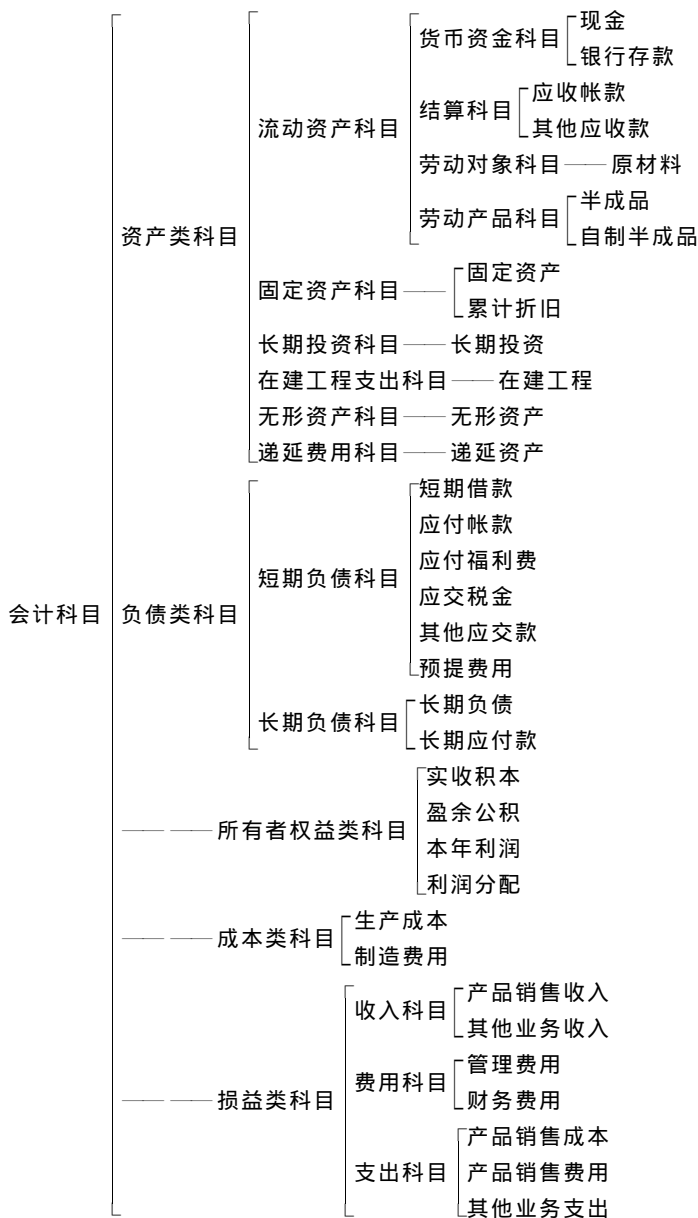 现金
货币资金科目
银行存款
应收帐款
结算科目
其他应收款
流动资产科目
劳动对象科目——原材料
半成品
劳动产品科目
自制半成品
资产类科目
固定资产
固定资产科目——
累计折旧
长期投资科目——长期投资
在建工程支出科目——在建工程
无形资产科目——无形资产
递延费用科目——递延资产
短期借款
应付帐款
应付福利费
短期负债科目
应交税金
会计科目 负债类科目
其他应交款
预提费用
长期负债
长期负债科目
长期应付款
实收积本
盈余公积
—— ——所有者权益类科目
本年利润
利润分配
生产成本
—— ——成本类科目
制造费用
产品销售收入
收入科目
其他业务收入
管理费用
费用科目
—— ——损益类科目
财务费用
产品销售成本
支出科目 产品销售费用
其他业务支出